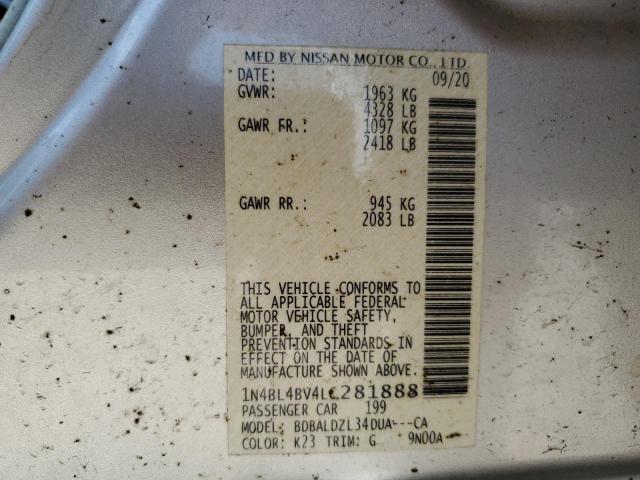 MFD BY NISSAN MOTOR CO., LTD.
DATE: 09/20
GVWR: 1963 KG
4328 LB
GAWR FR.: 1097 KG
2418 LB
GAWR RR.: 945 KG
2083 LB
THIS VEHICLE CONFORMS TO
ALL APPLICABLE FEDERAL
MOTOR VEHICLE SAFETY,
BUMPER, AND THEFT
PREVENTION STANDARDS IN
EFFECT ON THE DATE OF
MANUFACTURE SHOWN ABOVE.
1N4BL4BV4LC281888
PASSENGER CAR 199
MODEL: BDBALDZL34DUA---CA
COLOR: K23 TRIM: G 9N00A